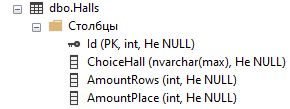 dbo.Halls
Столбцы
Id (PK, int, Не NULL)
ChoiceHall (nvarchar(max), Не NULL)
AmountRows (int, Не NULL)
AmountPlace (int, Не NULL)